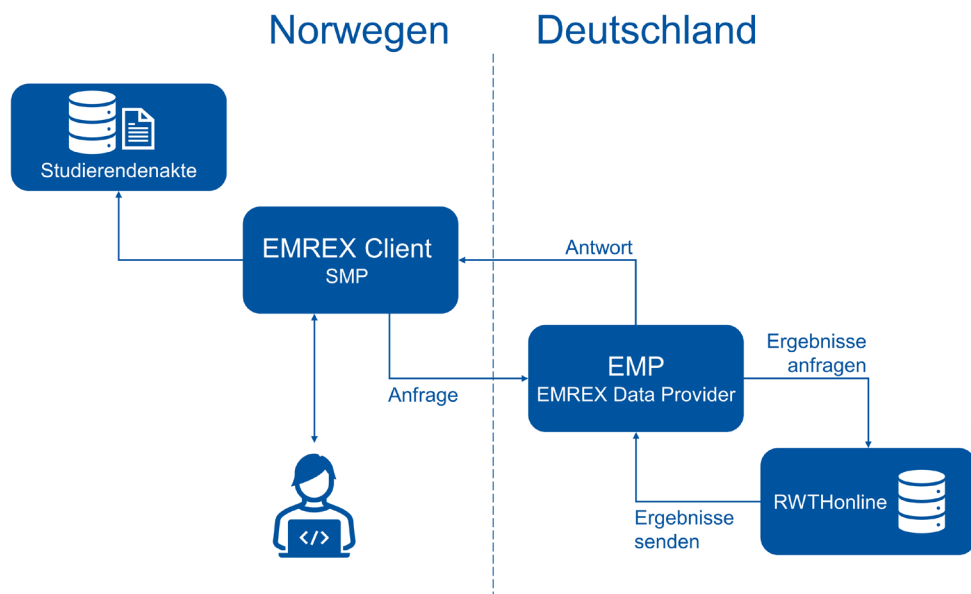 Norwegen
Deutschland
Studierendenakte
EMREX Client
SMP
Antwort
Anfrage
EMP
EMREX Data Provider
Ergebnisse
anfragen
RWTHonline
Ergebnisse
senden
</>